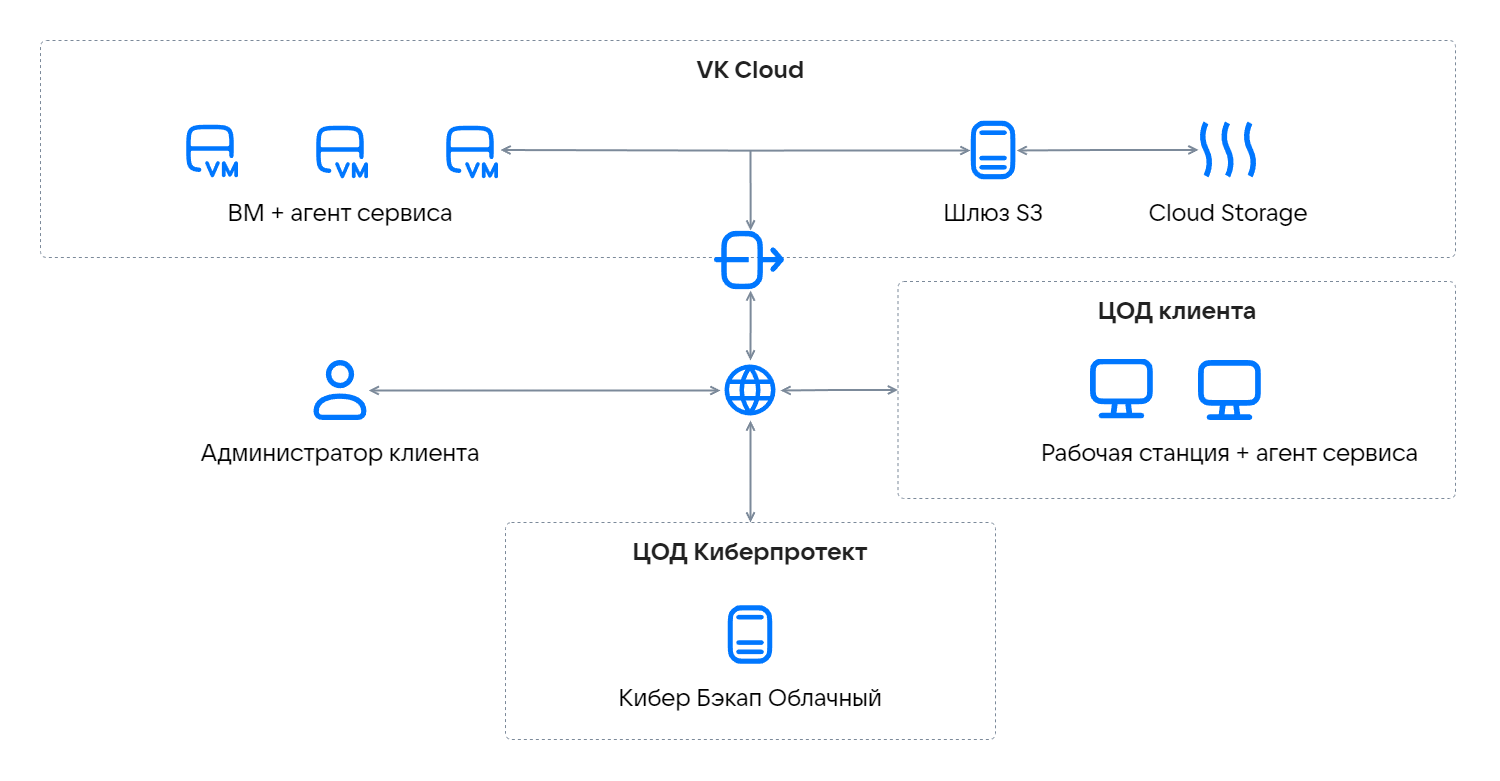 VK Cloud
VM
VM
VM
ВМ + агент сервиса
Шлюз S3
Cloud Storage
ЦОД клиента
Администратор клиента
Рабочая станция + агент сервиса
ЦОД Киберпротект
Кибер Бэкап Облачный